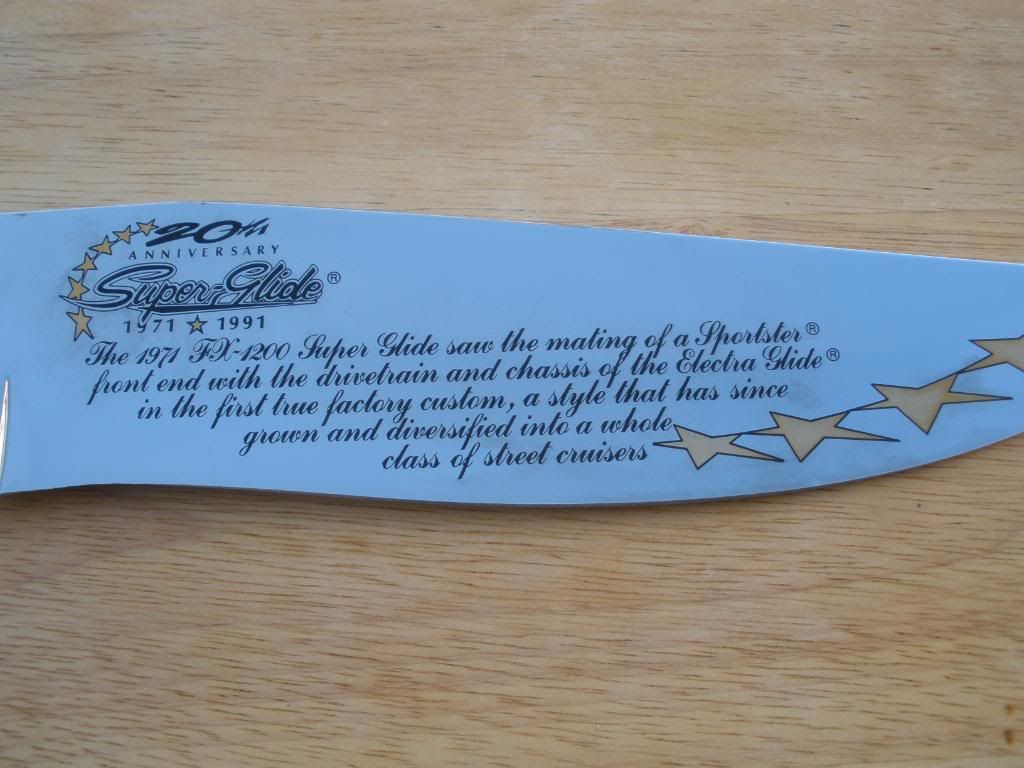 20th
ANNIVERSARY
Super-Glide®
1971 ★ 1991
The 1971 FX-1200 Super Glide saw the mating of a Sportster®
front end with the drivetrain and chassis of the Electra Glide®
in the first true factory custom, a style that has since
grown and diversified into a whole
class of street cruisers